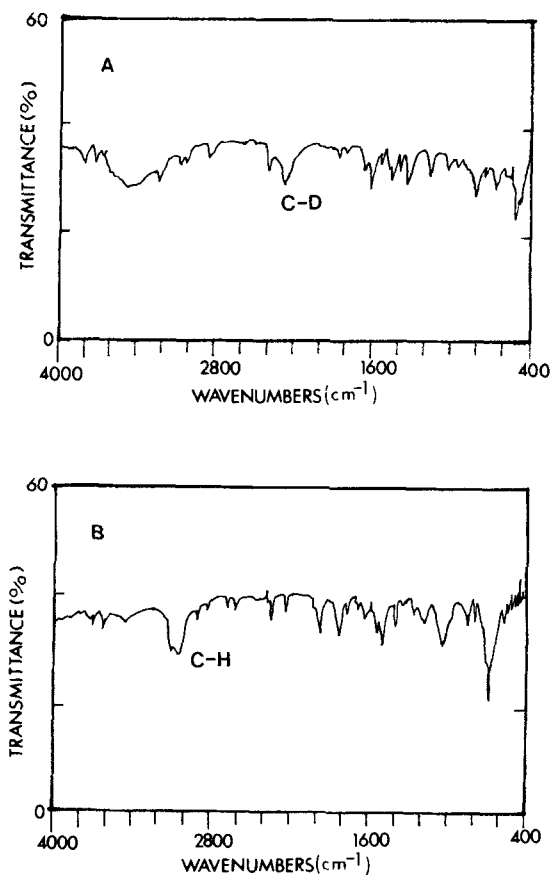 60
A
TRANSMITTANCE (%)
C-D
0
4000
2800
1600
400
WAVENUMBERS (cm⁻¹)
60
B
TRANSMITTANCE (%)
C-H
0
4000
2800
1600
400
WAVENUMBERS (cm⁻¹)